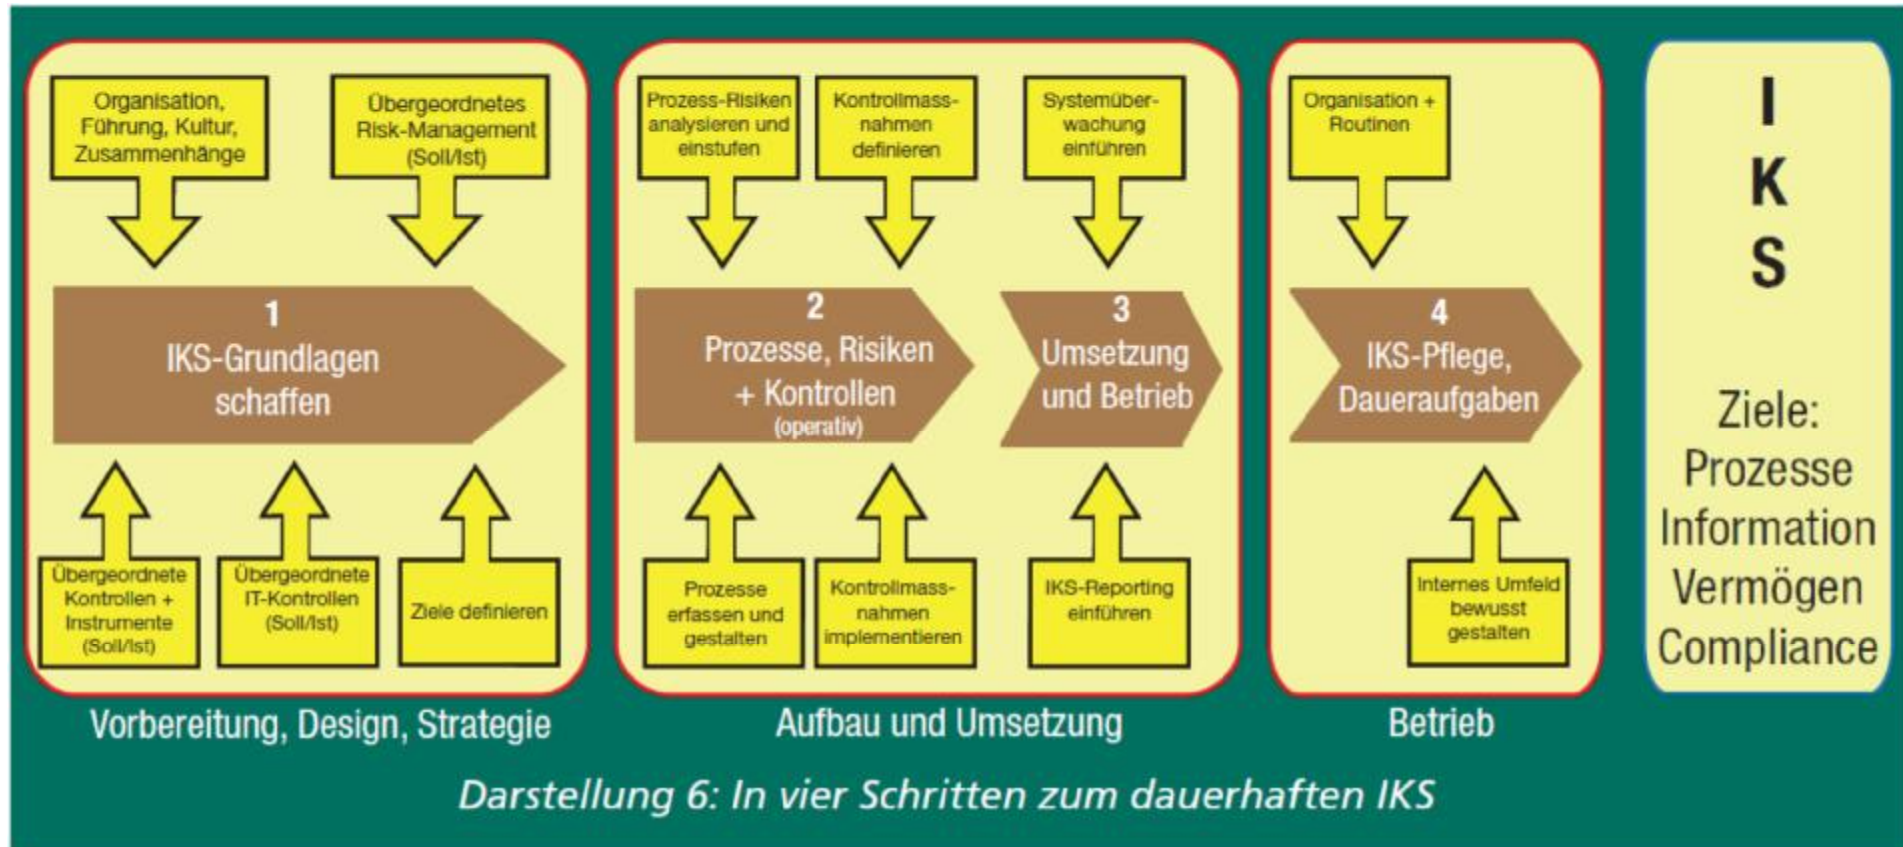 Organisation,
Führung, Kultur,
Zusammenhänge
Übergeordnetes
Risk-Management
(Soll/Ist)
1
IKS-Grundlagen
schaffen
Übergeordnete
Kontrollen +
Instrumente
(Soll/Ist)
Übergeordnete
IT-Kontrollen
(Soll/Ist)
Ziele definieren
Vorbereitung, Design, Strategie
Prozess-Risiken
analysieren und
einstufen
Kontrollmass-
nahmen
definieren
Systemüber-
wachung
einführen
2
Prozesse, Risiken
+ Kontrollen
(operativ)
3
Umsetzung
und Betrieb
Prozesse
erfassen und
gestalten
Kontrollmass-
nahmen
implementieren
IKS-Reporting
einführen
Aufbau und Umsetzung
Organisation +
Routinen
4
IKS-Pflege,
Daueraufgaben
Internes Umfeld
bewusst
gestalten
Betrieb
I
K
S
Ziele:
Prozesse
Information
Vermögen
Compliance
Darstellung 6: In vier Schritten zum dauerhaften IKS